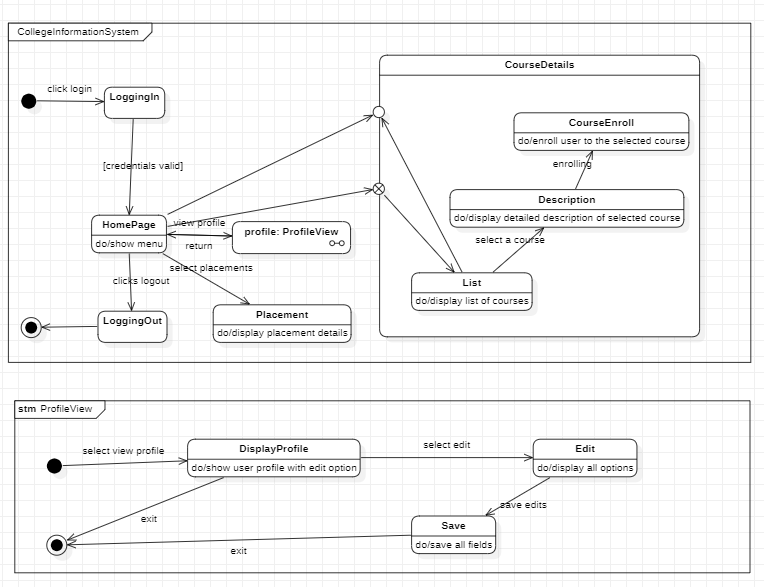 CollegeInformationSystem
CourseDetails
click login
LoggingIn
CourseEnroll
do/enroll user to the selected course
[credentials valid]
enrolling
Description
do/display detailed description of selected course
HomePage
do/show menu
view profile
profile: ProfileView
return
select a course
select placements
clicks logout
List
do/display list of courses
LoggingOut
Placement
do/display placement details
stm ProfileView
select view profile
DisplayProfile
do/show user profile with edit option
select edit
Edit
do/display all options
save edits
exit
Save
do/save all fields
exit